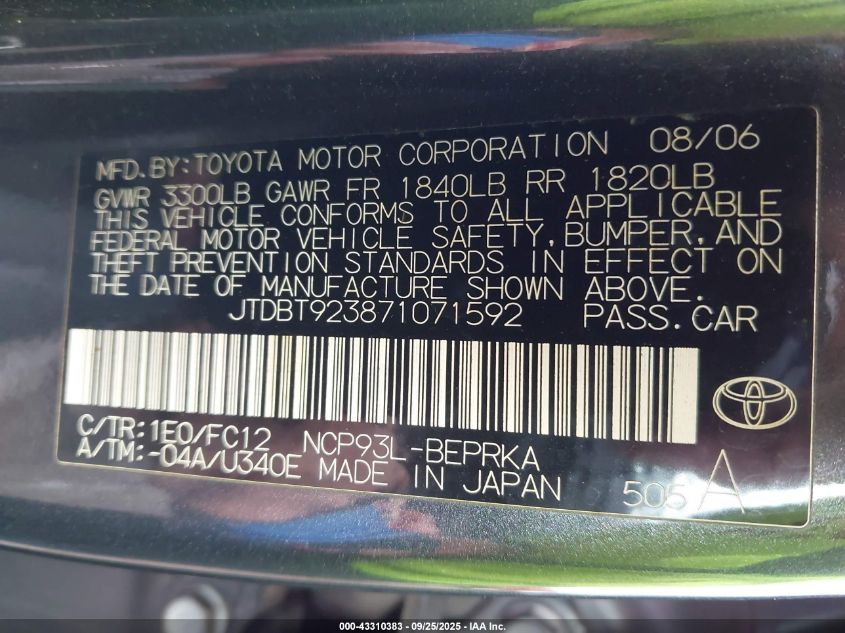 MFD.BY:TOYOTA MOTOR CORPORATION 08/06
GVWR 3300LB GAWR FR 1840LB RR 1820LB
THIS VEHICLE CONFORMS TO ALL APPLICABLE
FEDERAL MOTOR VEHICLE SAFETY,BUMPER,AND
THEFT PREVENTION STANDARDS IN EFFECT ON
THE DATE OF MANUFACTURE SHOWN ABOVE.
JTDBT923871071592 PASS.CAR
C/TR:1E0/FC12 NCP93L-BEPRKA
A/TM:-04A/U340E MADE IN JAPAN
505 A
000-43310383 - 09/25/2025 - IAA Inc.